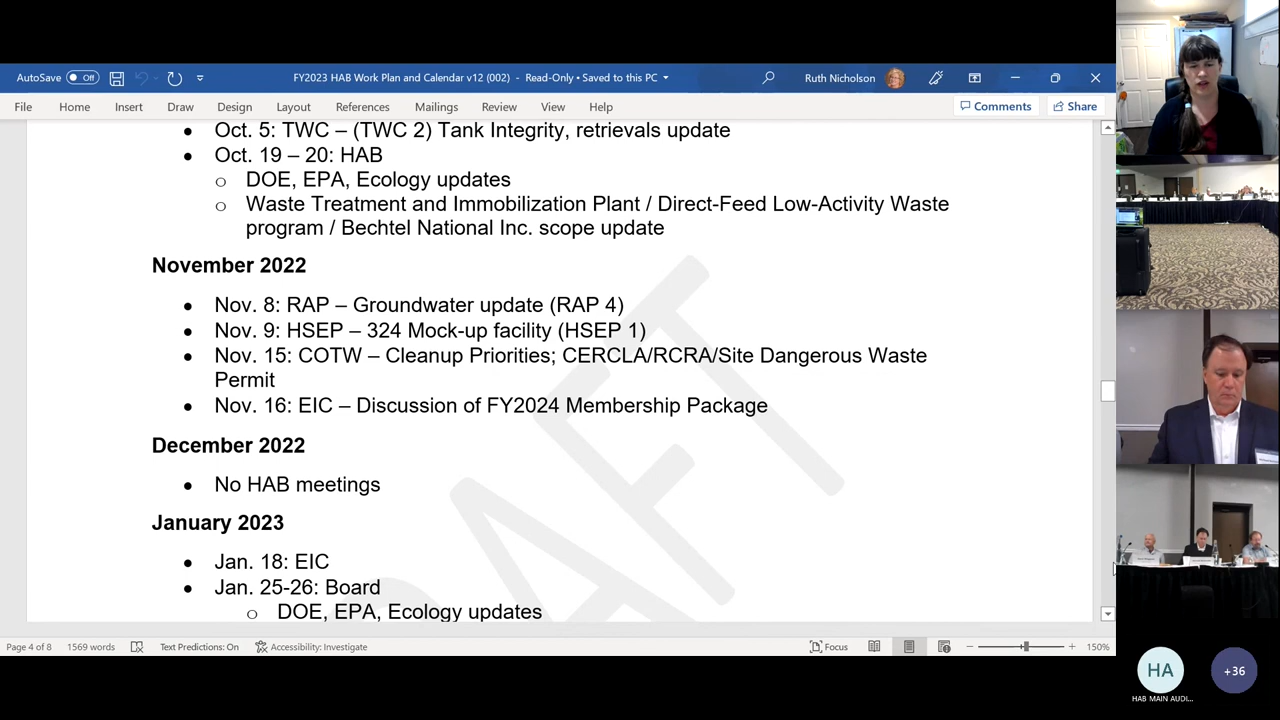 AutoSave Off
FY2023 HAB Work Plan and Calendar v12 (002) - Read-Only • Saved to this PC
Ruth Nicholson
File Home Insert Draw Design Layout References Mailings Review View Help
Comments Share
• Oct. 5: TWC – (TWC 2) Tank Integrity, retrievals update
• Oct. 19 – 20: HAB
o DOE, EPA, Ecology updates
o Waste Treatment and Immobilization Plant / Direct-Feed Low-Activity Waste
program / Bechtel National Inc. scope update
November 2022
• Nov. 8: RAP – Groundwater update (RAP 4)
• Nov. 9: HSEP – 324 Mock-up facility (HSEP 1)
• Nov. 15: COTW – Cleanup Priorities; CERCLA/RCRA/Site Dangerous Waste
Permit
• Nov. 16: EIC – Discussion of FY2024 Membership Package
December 2022
• No HAB meetings
January 2023
• Jan. 18: EIC
• Jan. 25-26: Board
o DOE, EPA, Ecology updates
DRAFT
Page 4 of 8 1569 words Text Predictions: On Accessibility: Investigate Focus 150%
HA
HAB MAIN AUDI...
+36